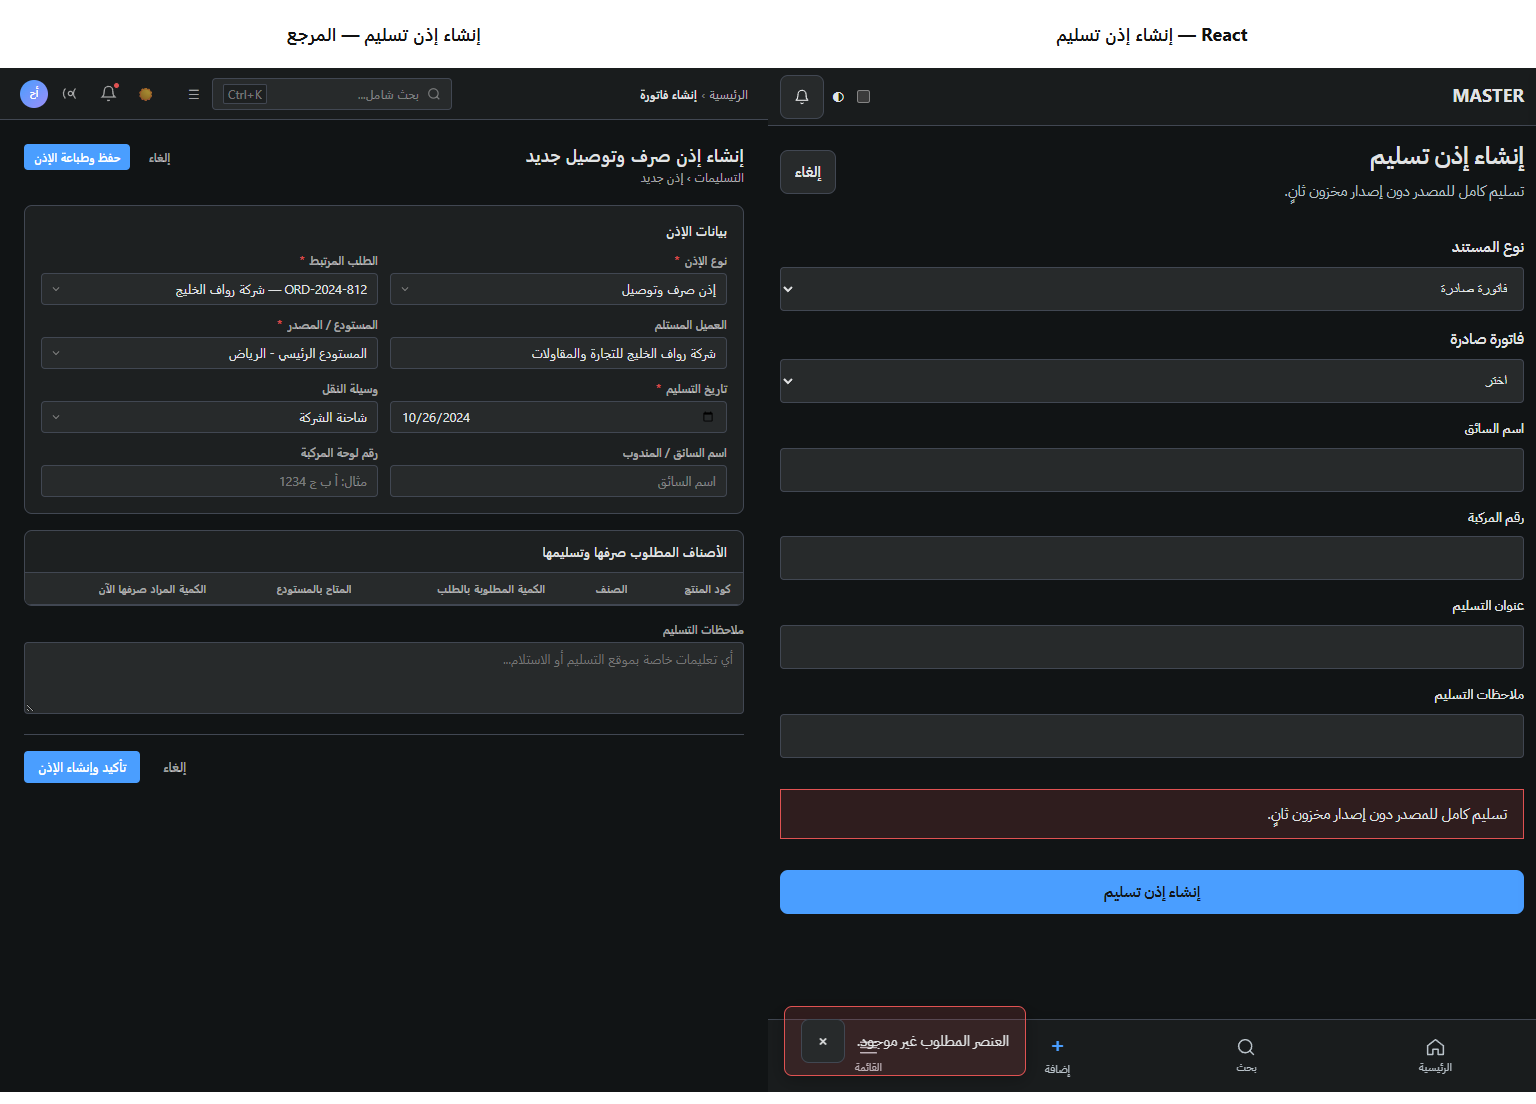 React — إنشاء إذن تسليم
MASTER
إنشاء إذن تسليم
إلغاء
تسليم كامل للمصدر دون إصدار مخزون ثانٍ.
نوع المستند
فاتورة صادرة
فاتورة صادرة
اختر
اسم السائق
رقم المركبة
عنوان التسليم
ملاحظات التسليم
تسليم كامل للمصدر دون إصدار مخزون ثانٍ.
إنشاء إذن تسليم
العنصر المطلوب غير موجود.
×
الرئيسية
بحث
+
إضافة
القائمة
إنشاء إذن تسليم — المرجع
الرئيسية › إنشاء فاتورة
بحث شامل...
Ctrl+K
أح
إنشاء إذن صرف وتوصيل جديد
التسليمات › إذن جديد
إلغاء
حفظ وطباعة الإذن
بيانات الإذن
نوع الإذن *
الطلب المرتبط *
إذن صرف وتوصيل
ORD-2024-812 — شركة رواف الخليج
العميل المستلم
المستودع / المصدر *
شركة رواف الخليج للتجارة والمقاولات
المستودع الرئيسي - الرياض
تاريخ التسليم *
وسيلة النقل
10/26/2024
شاحنة الشركة
اسم السائق / المندوب
رقم لوحة المركبة
اسم السائق
مثال: أ ب ج 1234
الأصناف المطلوب صرفها وتسليمها
كود المنتج
الصنف
الكمية المطلوبة بالطلب
المتاح بالمستودع
الكمية المراد صرفها الآن
ملاحظات التسليم
أي تعليمات خاصة بموقع التسليم أو الاستلام...
إلغاء
تأكيد وإنشاء الإذن